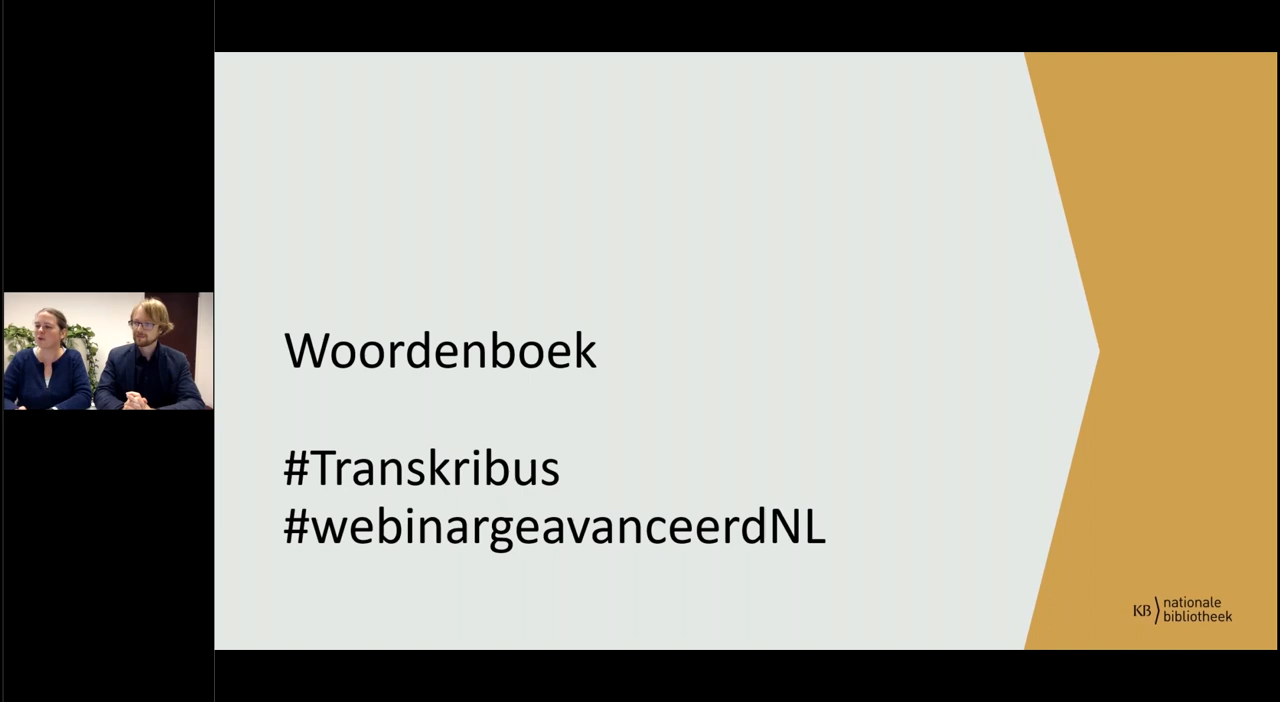 Woordenboek
#Transkribus
#webinargeavanceerdNL
KB nationale
bibliotheek